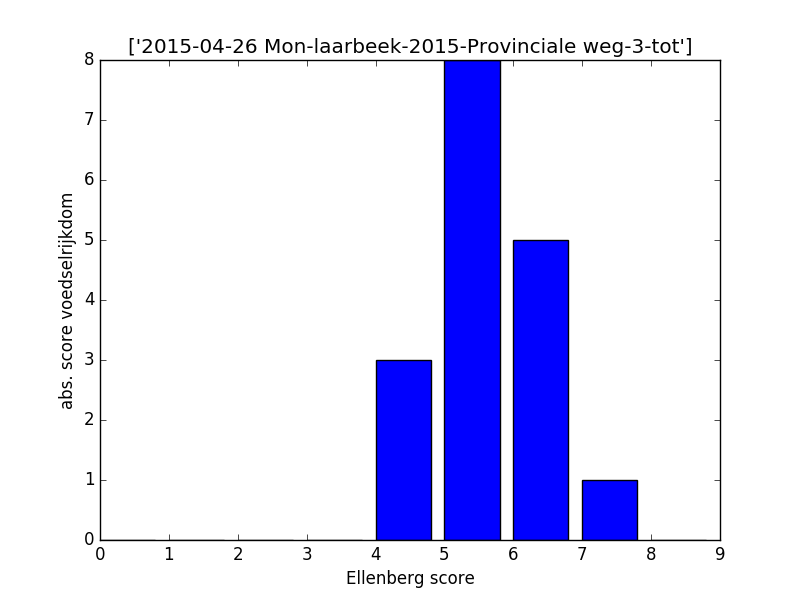 ['2015-04-26 Mon-laarbeek-2015-Provinciale weg-3-tot']
8
7
6
5
4
3
2
1
0
abs. score voedselrijkdom
0 1 2 3 4 5 6 7 8 9
Ellenberg score